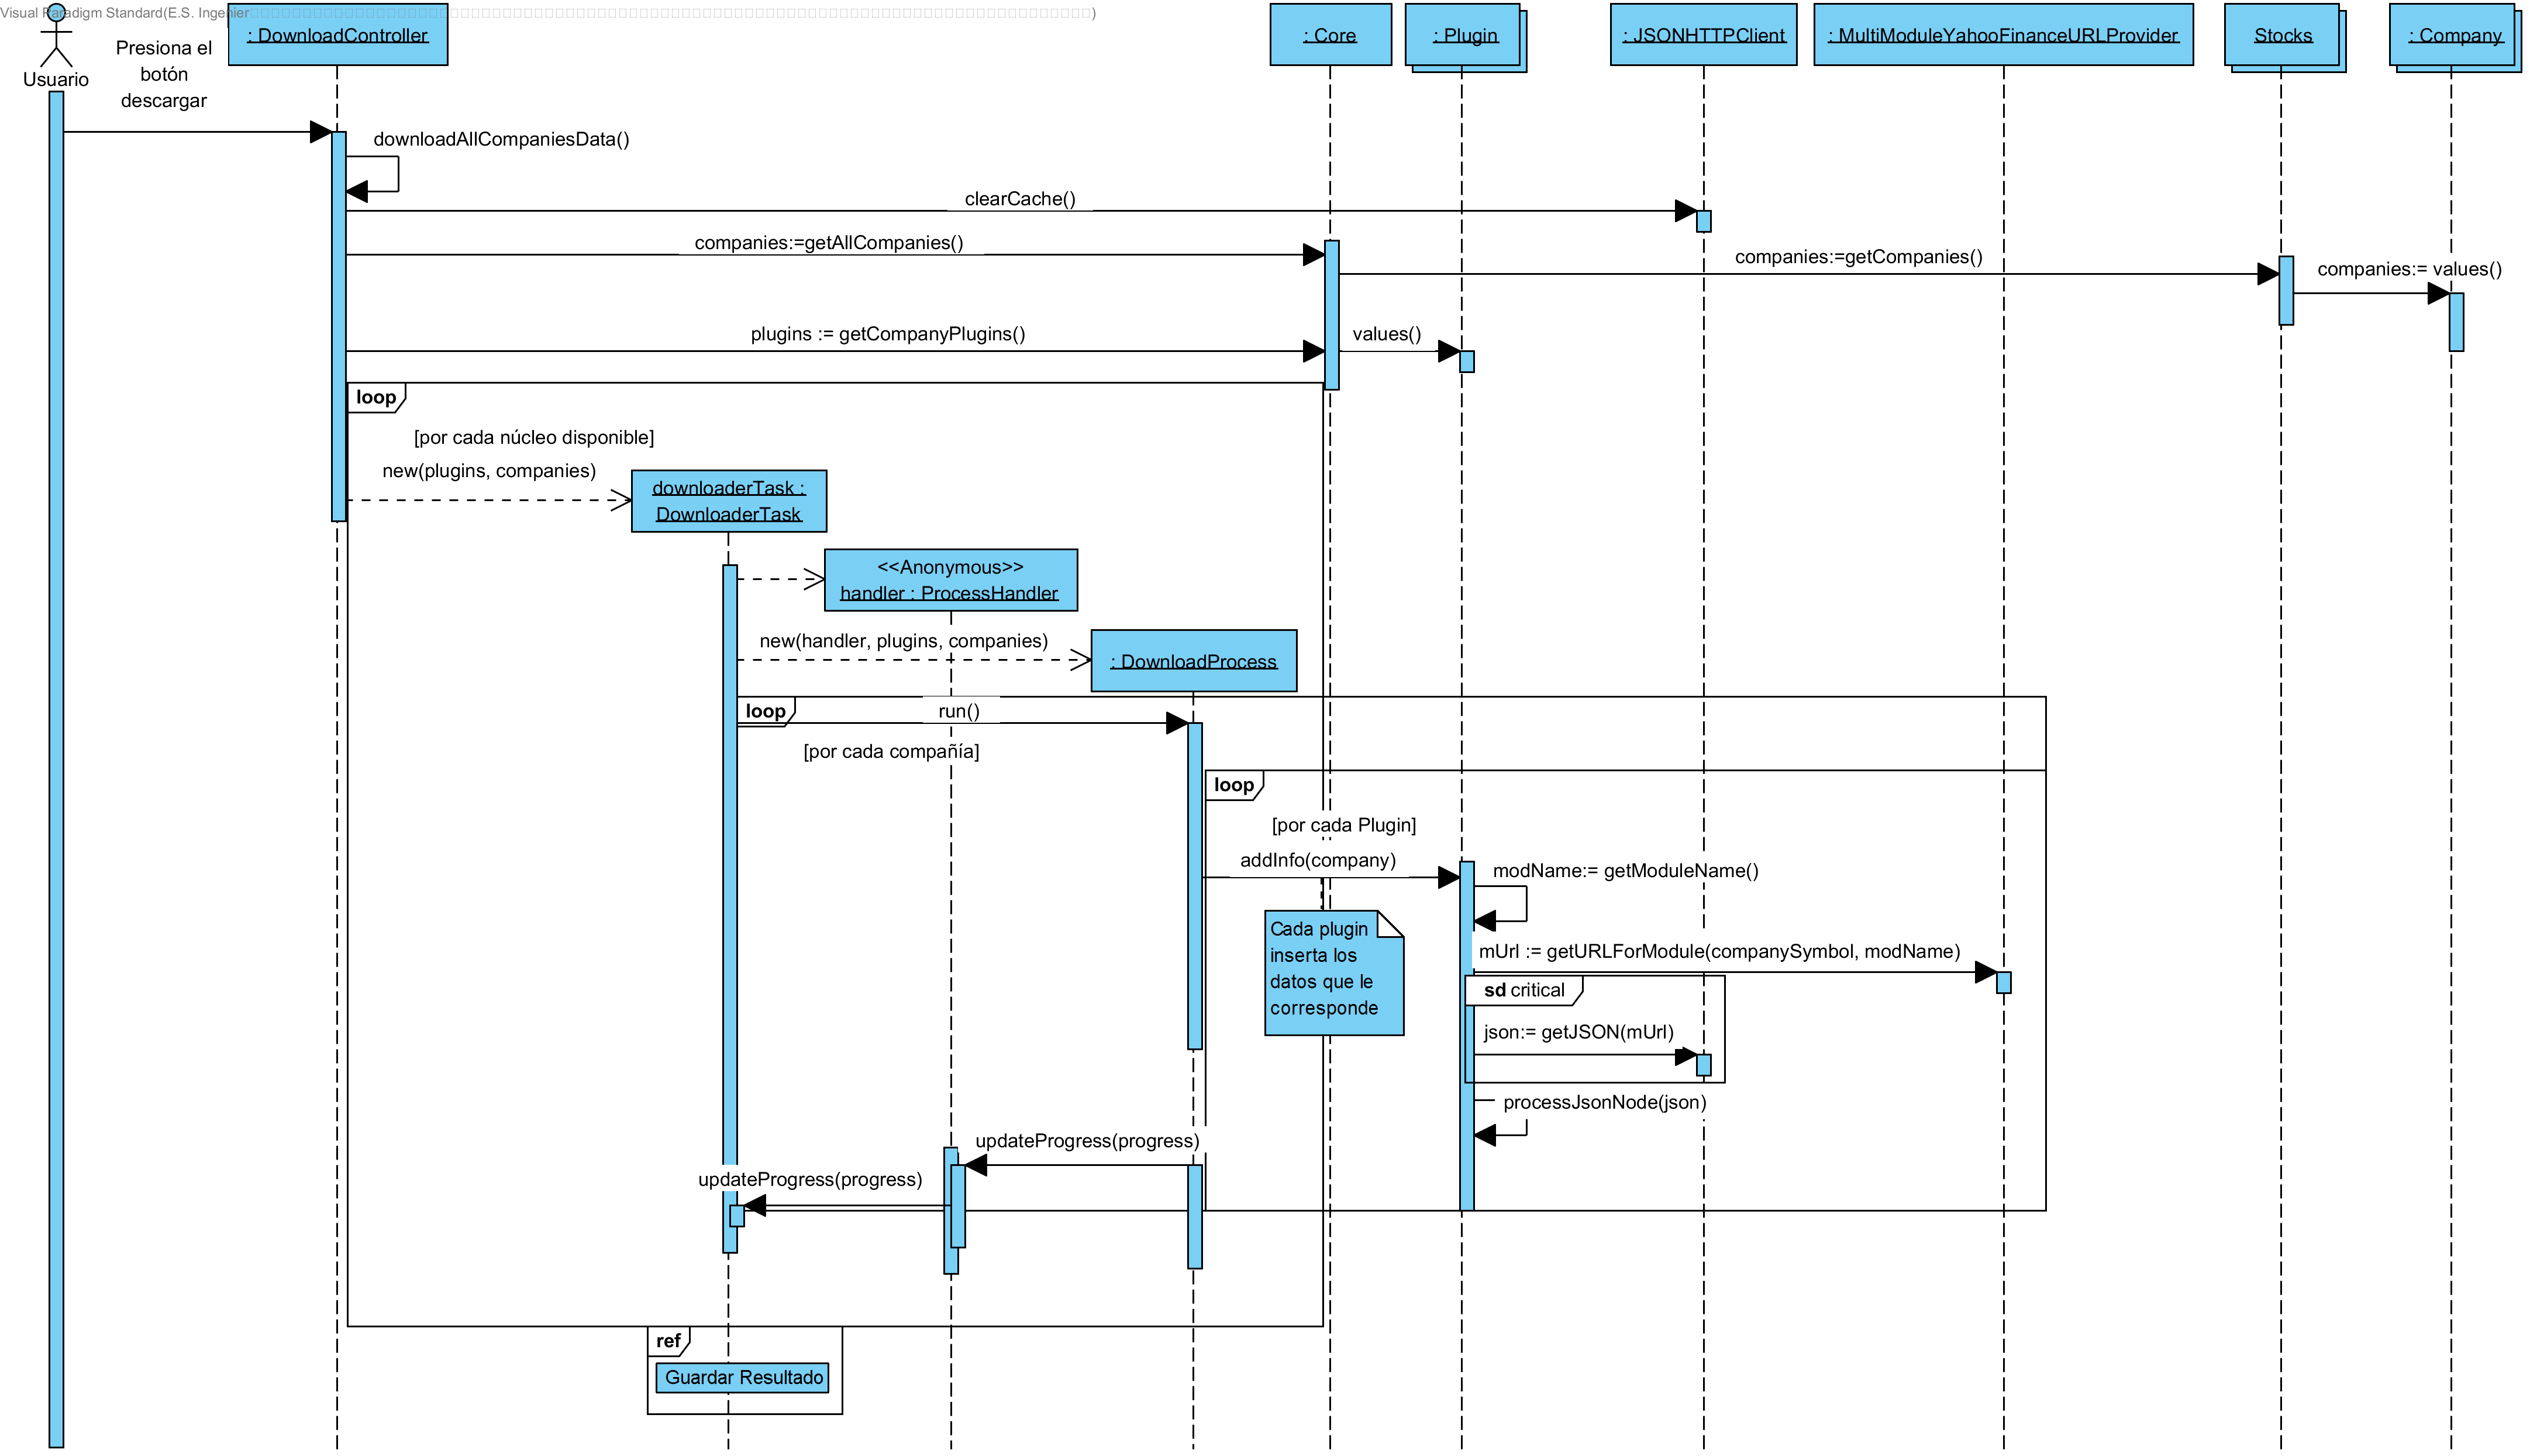 Visual Paradigm Standard(E.S. Ingenier
Usuario
Presiona el
botón
descargar
: DownloadController
: Core
: Plugin
: JSONHTTPClient
: MultiModuleYahooFinanceURLProvider
Stocks
: Company
downloadAllCompaniesData()
clearCache()
companies:=getAllCompanies()
companies:=getCompanies()
companies:= values()
plugins := getCompanyPlugins()
values()
loop
[por cada núcleo disponible]
new(plugins, companies)
downloaderTask :
DownloaderTask
<<Anonymous>>
handler : ProcessHandler
new(handler, plugins, companies)
: DownloadProcess
loop
run()
[por cada compañía]
loop
[por cada Plugin]
addInfo(company)
modName:= getModuleName()
Cada plugin
inserta los
datos que le
corresponde
mUrl := getURLForModule(companySymbol, modName)
sd critical
json:= getJSON(mUrl)
processJsonNode(json)
updateProgress(progress)
updateProgress(progress)
ref
Guardar Resultado